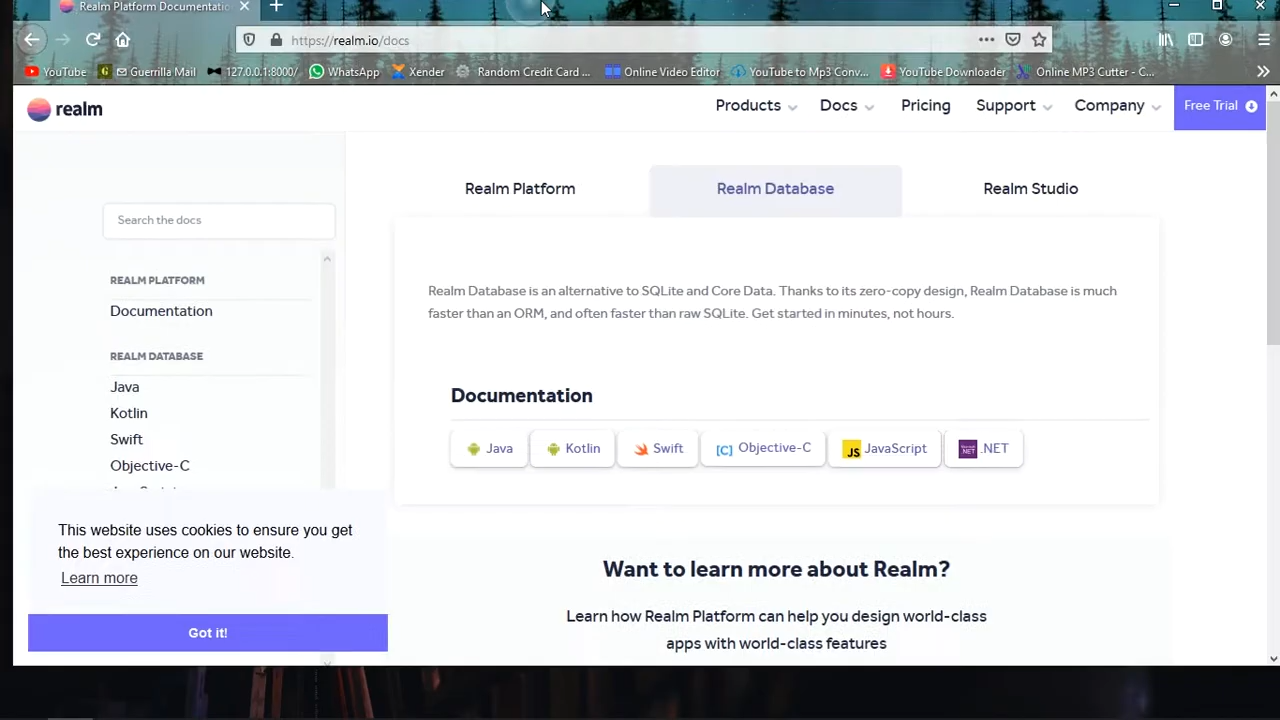 Realm Platform Documentatio
https://realm.io/docs
YouTube
Guerrilla Mail
127.0.0.1:8000/
WhatsApp
Xender
Random Credit Card ...
Online Video Editor
YouTube to Mp3 Conv...
YouTube Downloader
Online MP3 Cutter - C...
realm
Products
Docs
Pricing
Support
Company
Free Trial
Realm Platform
Realm Database
Realm Studio
Search the docs
REALM PLATFORM
Documentation
REALM DATABASE
Java
Kotlin
Swift
Objective-C
Realm Database is an alternative to SQLite and Core Data. Thanks to its zero-copy design, Realm Database is much
faster than an ORM, and often faster than raw SQLite. Get started in minutes, not hours.
Documentation
Java
Kotlin
Swift
[C] Objective-C
JS JavaScript
.NET
This website uses cookies to ensure you get
the best experience on our website.
Learn more
Got it!
Want to learn more about Realm?
Learn how Realm Platform can help you design world-class
apps with world-class features